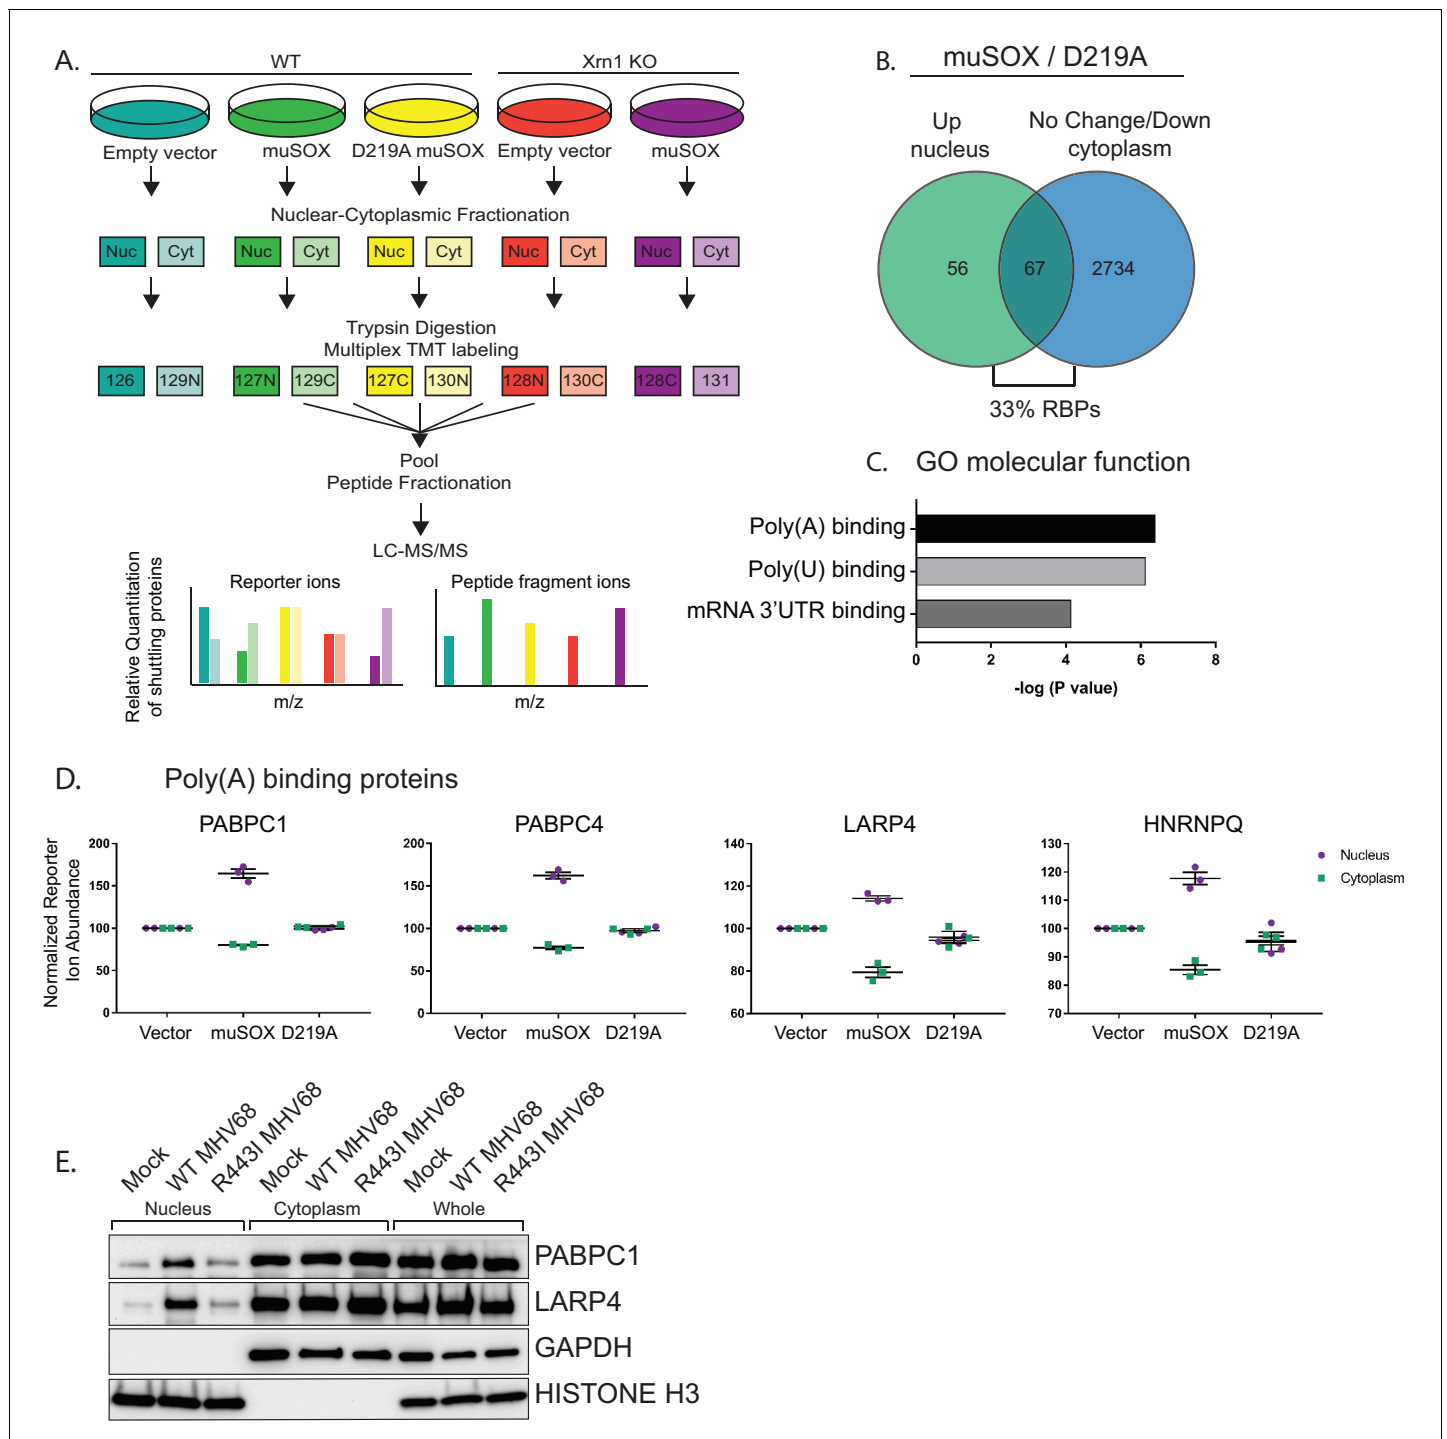 A.
WT
Xrn1 KO
Empty vector
muSOX
D219A muSOX
Empty vector
muSOX
Nuclear-Cytoplasmic Fractionation
Nuc Cyt Nuc Cyt Nuc Cyt Nuc Cyt Nuc Cyt
Trypsin Digestion
Multiplex TMT labeling
126 129N 127N 129C 127C 130N 128N 130C 128C 131
Pool
Peptide Fractionation
LC-MS/MS
Relative Quantitation
of shuttling proteins
Reporter ions
m/z
Peptide fragment ions
m/z
B.
muSOX / D219A
Up
nucleus
No Change/Down
cytoplasm
56
67
2734
33% RBPs
C. GO molecular function
Poly(A) binding
Poly(U) binding
mRNA 3'UTR binding
0 2 4 6 8
-log (P value)
D.
Poly(A) binding proteins
Normalized Reporter
Ion Abundance
PABPC1
200
150
100
50
0
Vector muSOX D219A
PABPC4
200
150
100
50
0
Vector muSOX D219A
LARP4
140
120
100
80
60
Vector muSOX D219A
HNRNPQ
130
120
110
100
90
80
70
Vector muSOX D219A
Nucleus
Cytoplasm
E.
Mock
WT MHV68
R443I MHV68
Mock
WT MHV68
R443I MHV68
Mock
WT MHV68
R443I MHV68
Nucleus
Cytoplasm
Whole
PABPC1
LARP4
GAPDH
HISTONE H3